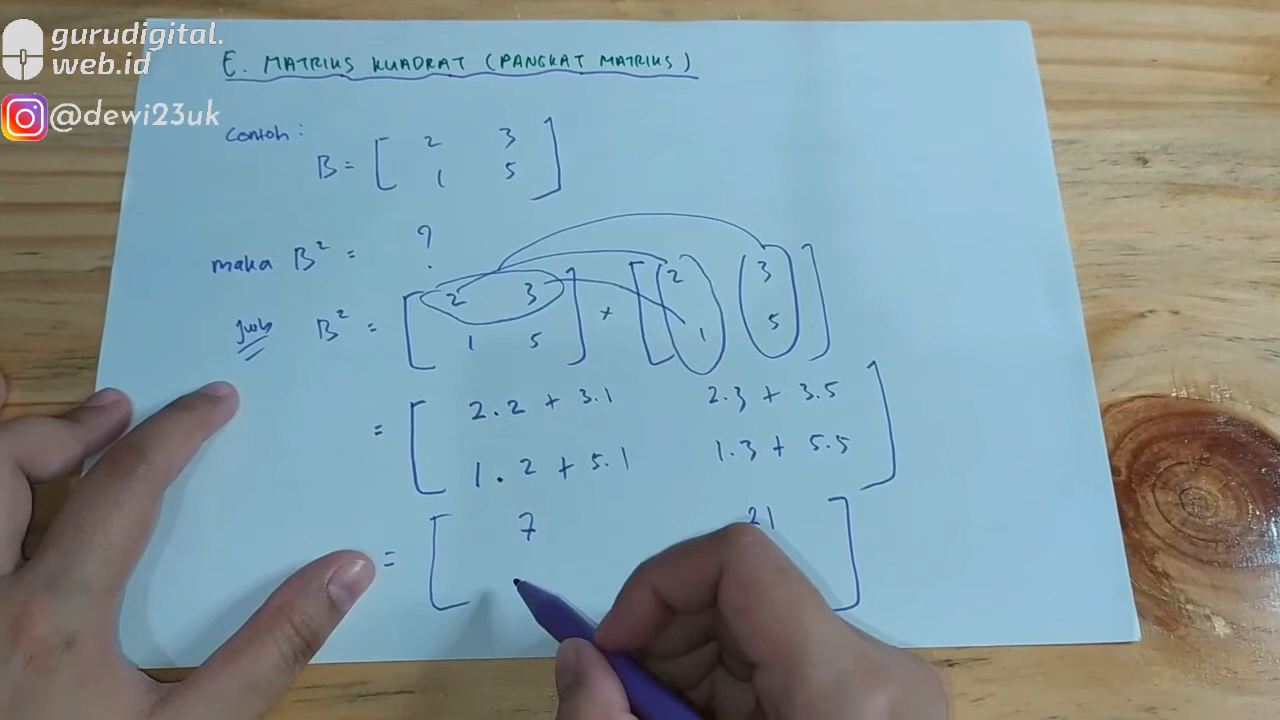 gurudigital.
web.id
@dewi23uk
E. MATRIKS KUADRAT (PANGKAT MATRIKS)
Contoh:
B = [ 2 3
1 5 ]
maka B² = ?
Jwb B² = [ 2 3
1 5 ] × [ 2 3
1 5 ]
= [ 2.2 + 3.1 2.3 + 3.5
1.2 + 5.1 1.3 + 5.5 ]
= [ 7 21 ]